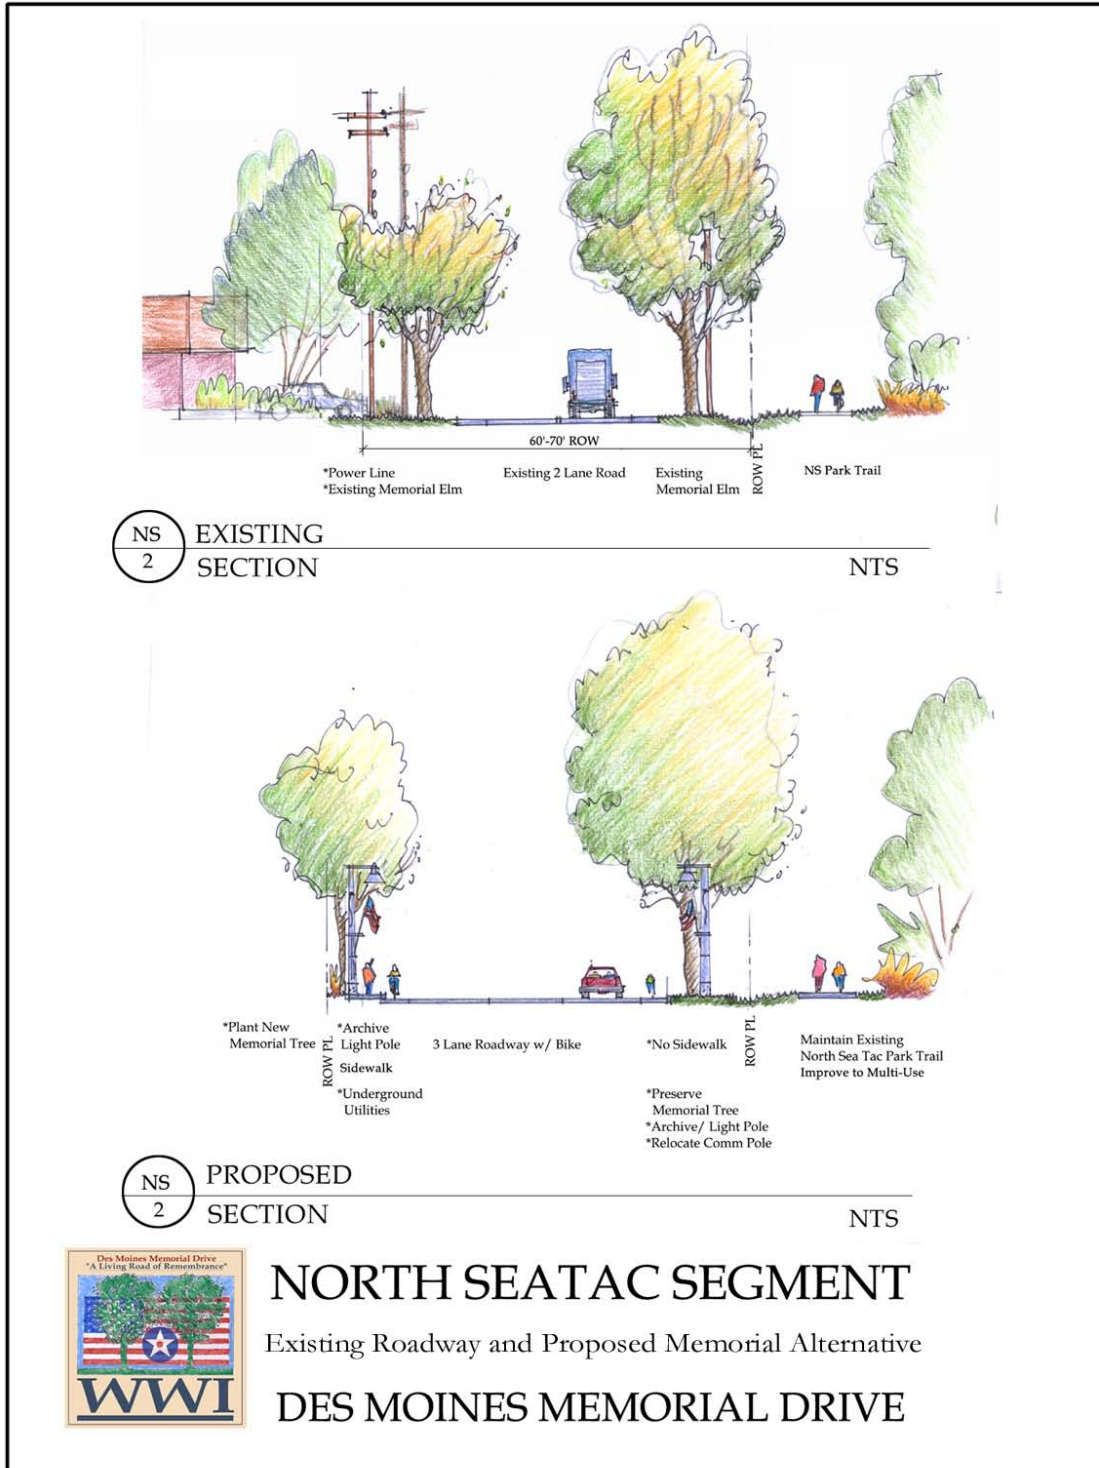 60'-70' ROW
*Power Line
*Existing Memorial Elm
Existing 2 Lane Road
Existing
Memorial Elm
ROW PL
NS Park Trail
NS
2
EXISTING
SECTION
NTS
*Plant New
Memorial Tree
ROW PL
*Archive
Light Pole
Sidewalk
*Underground
Utilities
3 Lane Roadway w/ Bike
*No Sidewalk
*Preserve
Memorial Tree
*Archive/ Light Pole
*Relocate Comm Pole
ROW PL
Maintain Existing
North Sea Tac Park Trail
Improve to Multi-Use
NS
2
PROPOSED
SECTION
NTS
Des Moines Memorial Drive
"A Living Road of Remembrance"
WWI
NORTH SEATAC SEGMENT
Existing Roadway and Proposed Memorial Alternative
DES MOINES MEMORIAL DRIVE